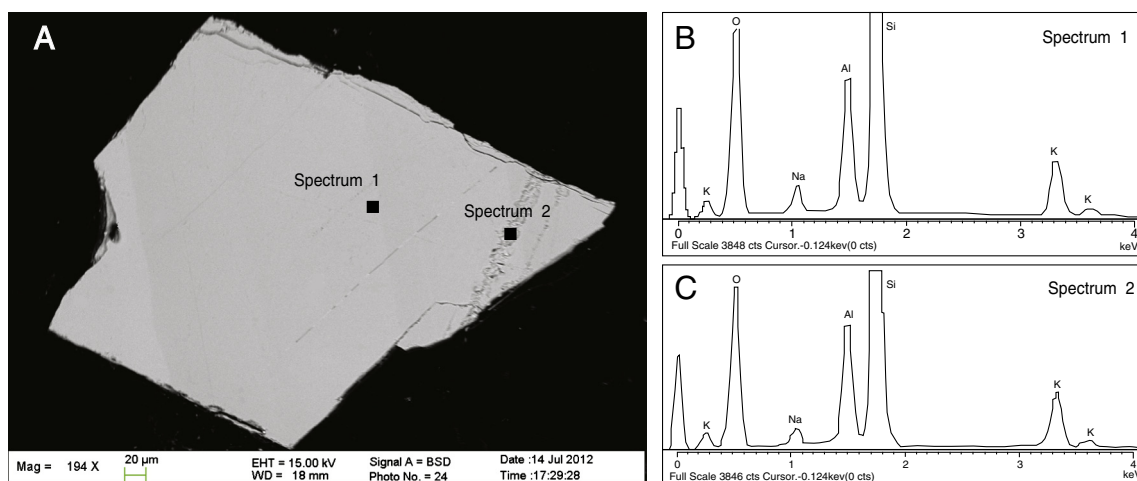 A
Spectrum 1
Spectrum 2
Mag = 194 X
20 µm
EHT = 15.00 kV
WD = 18 mm
Signal A = BSD
Photo No. = 24
Date :14 Jul 2012
Time :17:29:28
B
Spectrum 1
K
O
Na
Al
Si
K
K
0 1 2 3 4
Full Scale 3848 cts Cursor.-0.124kev(0 cts)
keV
C
Spectrum 2
K
O
Na
Al
Si
K
K
0 1 2 3 4
Full Scale 3846 cts Cursor.-0.124kev(0 cts)
keV